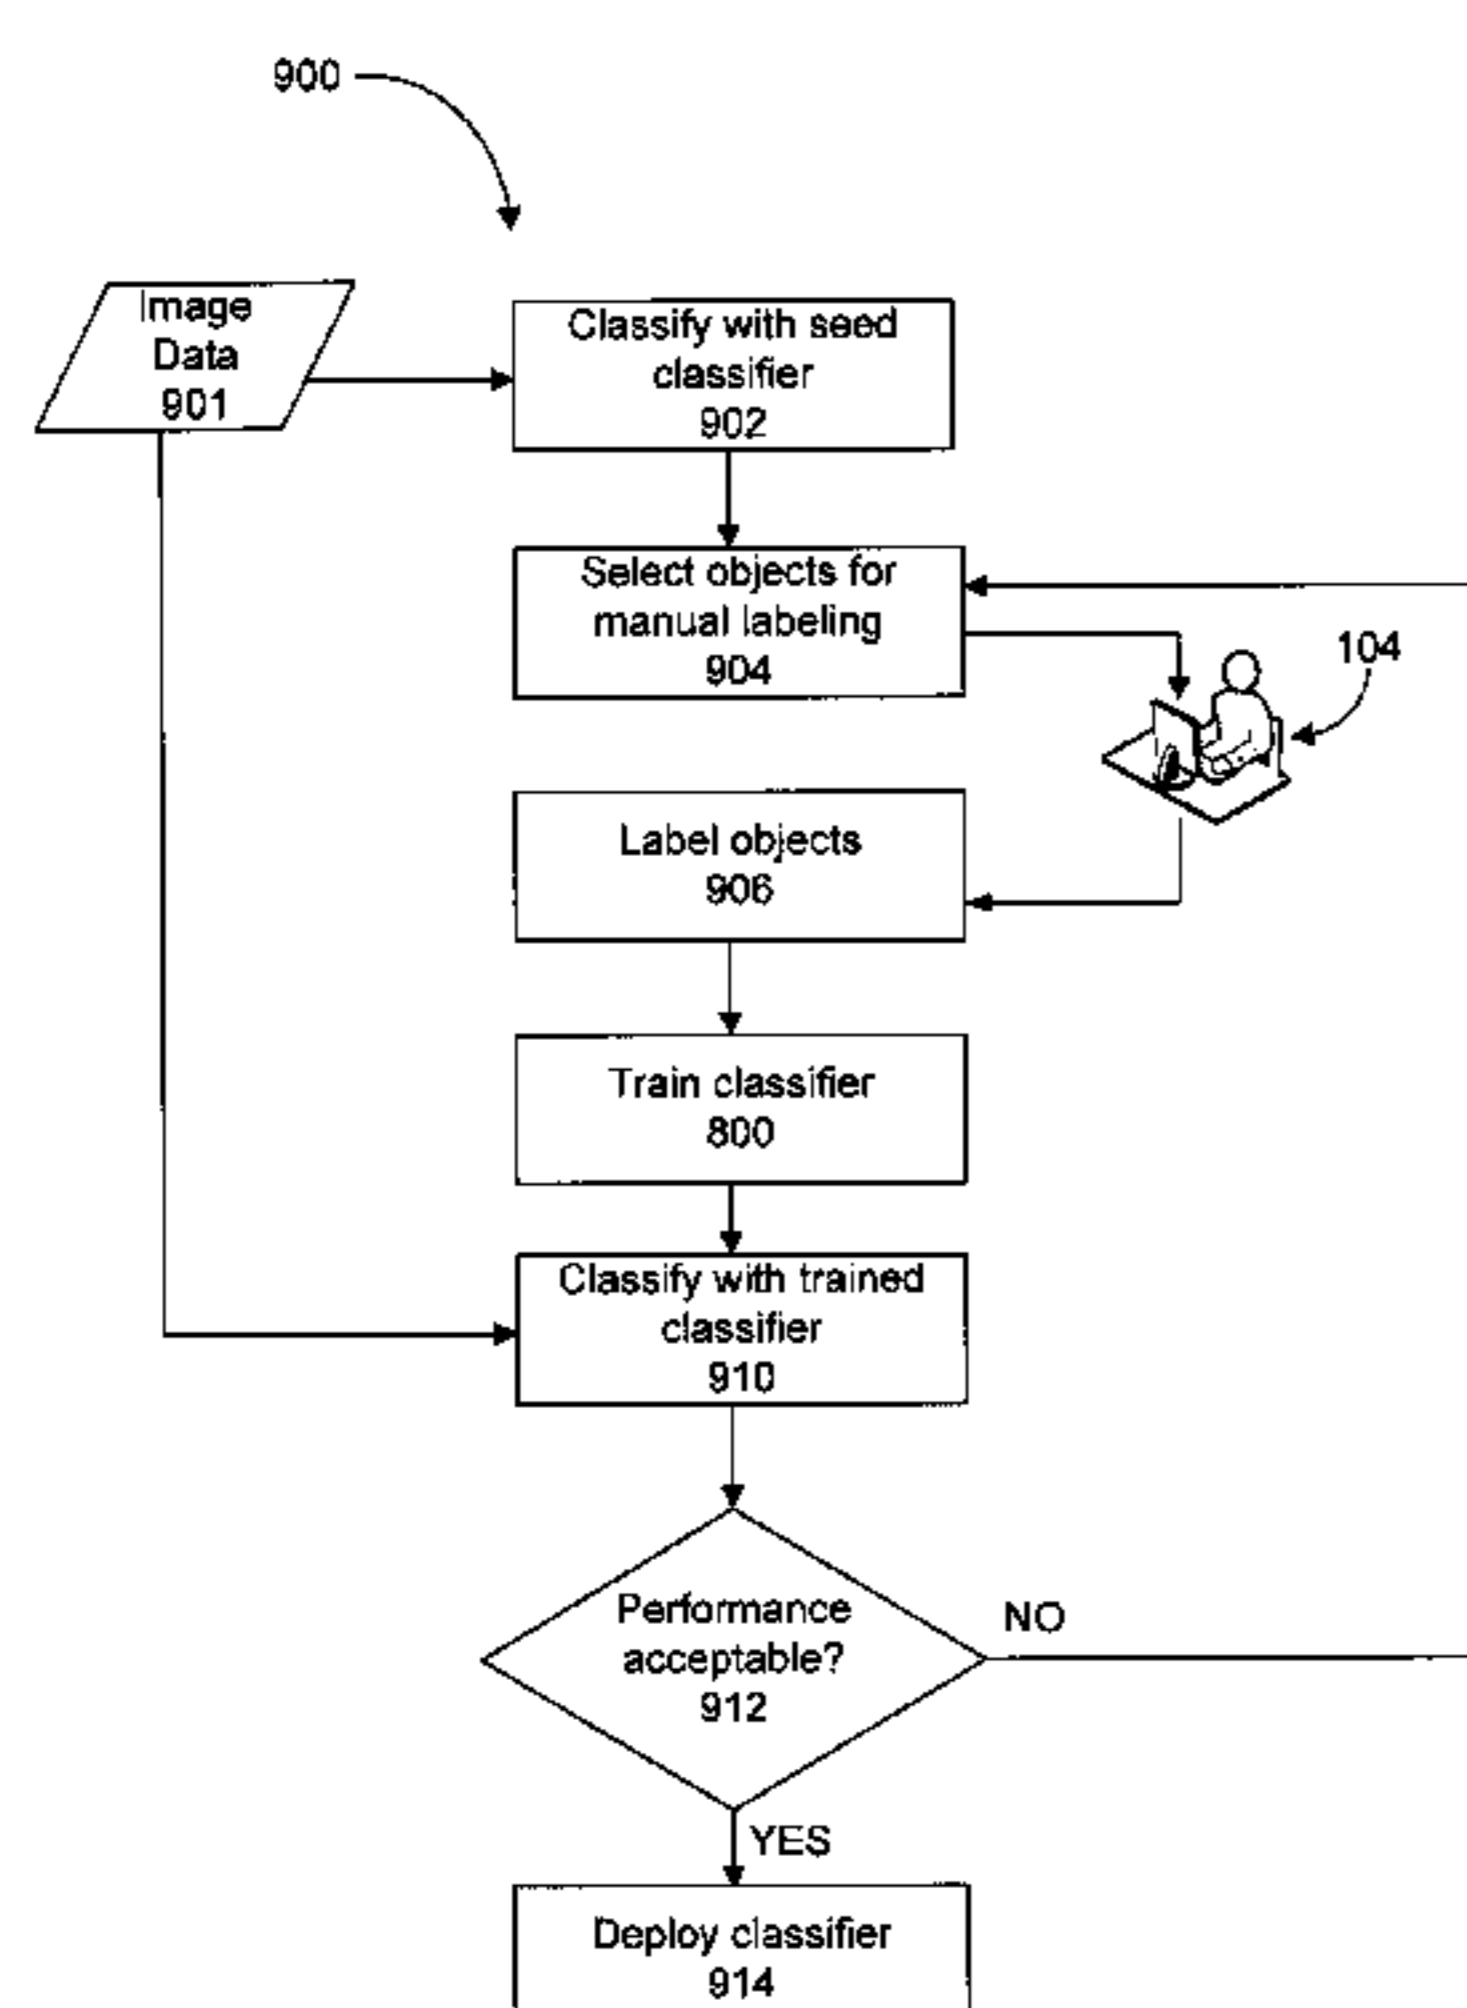 900
Image
Data
901
Classify with seed
classifier
902
Select objects for
manual labeling
904
104
Label objects
906
Train classifier
800
Classify with trained
classifier
910
Performance
acceptable?
912
NO
YES
Deploy classifier
914